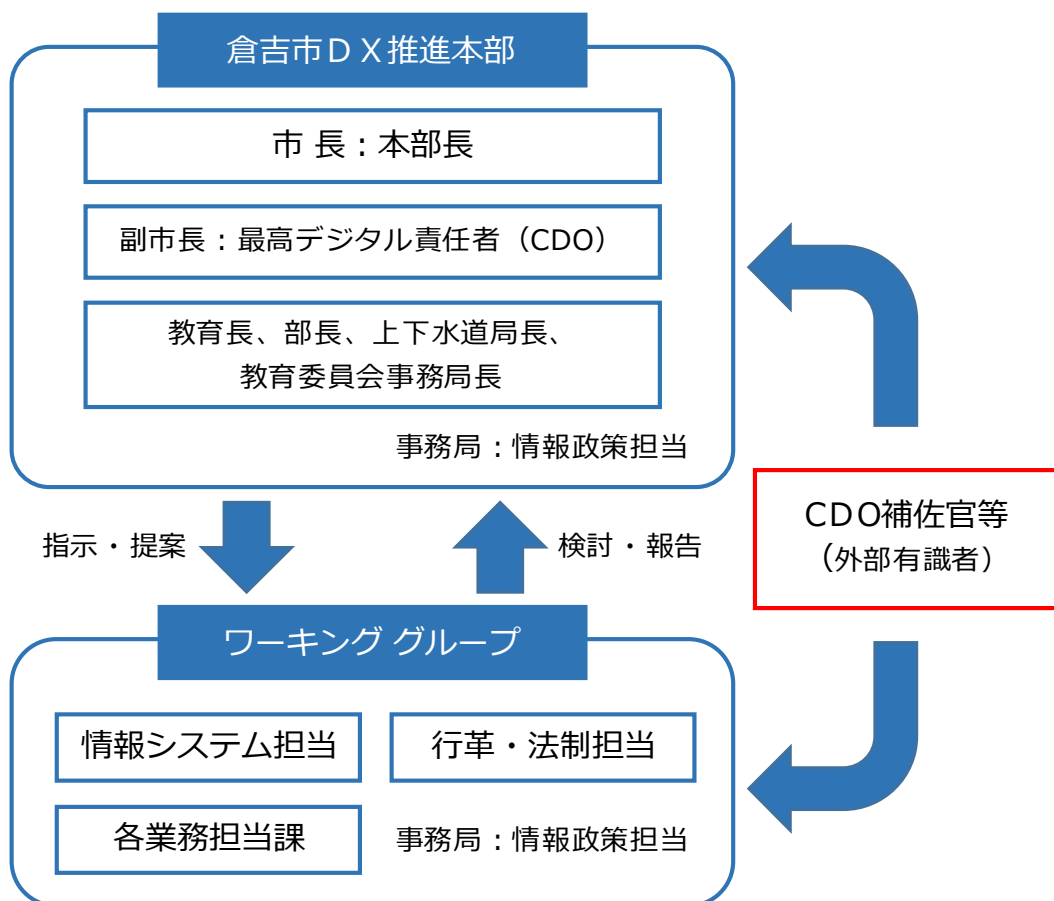 倉吉市DX推進本部
市 長：本部長
副市長：最高デジタル責任者（CDO）
教育長、部長、上下水道局長、
教育委員会事務局長
事務局：情報政策担当
指示・提案
検討・報告
CDO補佐官等
（外部有識者）
ワーキング グループ
情報システム担当
行革・法制担当
各業務担当課
事務局：情報政策担当